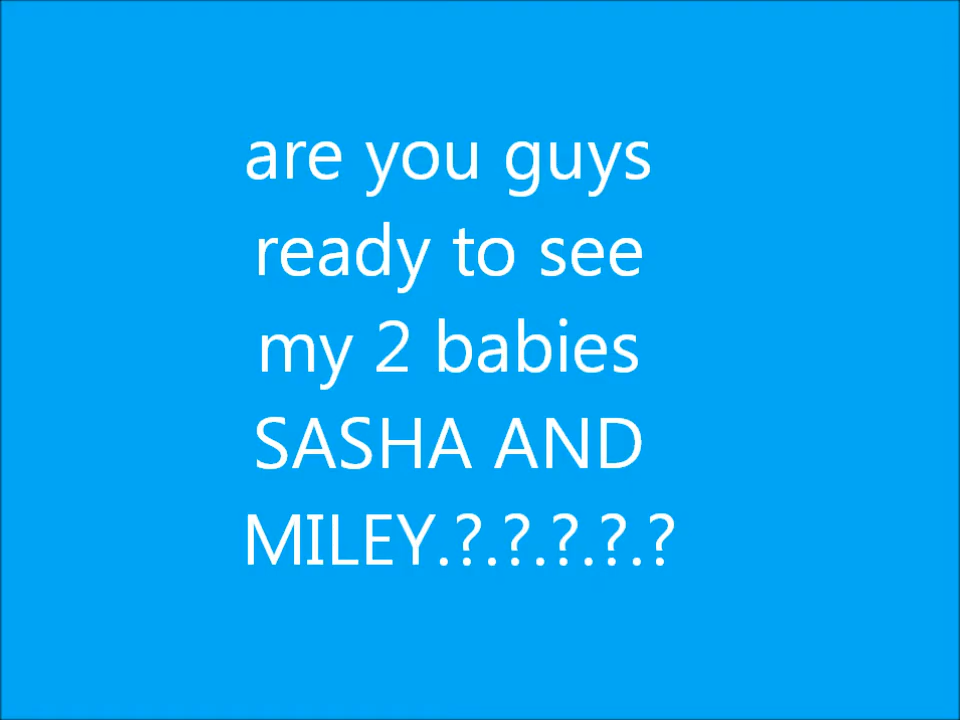 are you guys
ready to see
my 2 babies
SASHA AND
MILEY.?.?.?.?.?